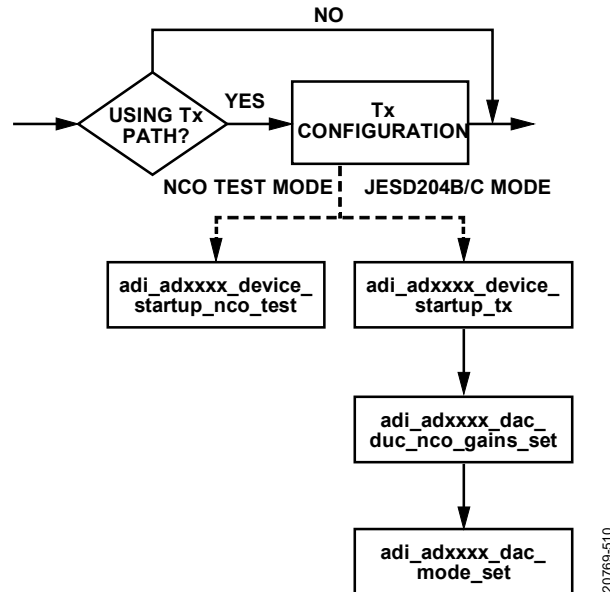 NO
USING Tx
PATH?
YES
Tx
CONFIGURATION
NCO TEST MODE
JESD204B/C MODE
adi_adxxxx_device_
startup_nco_test
adi_adxxxx_device_
startup_tx
adi_adxxxx_dac_
duc_nco_gains_set
adi_adxxxx_dac_
mode_set
20769-510